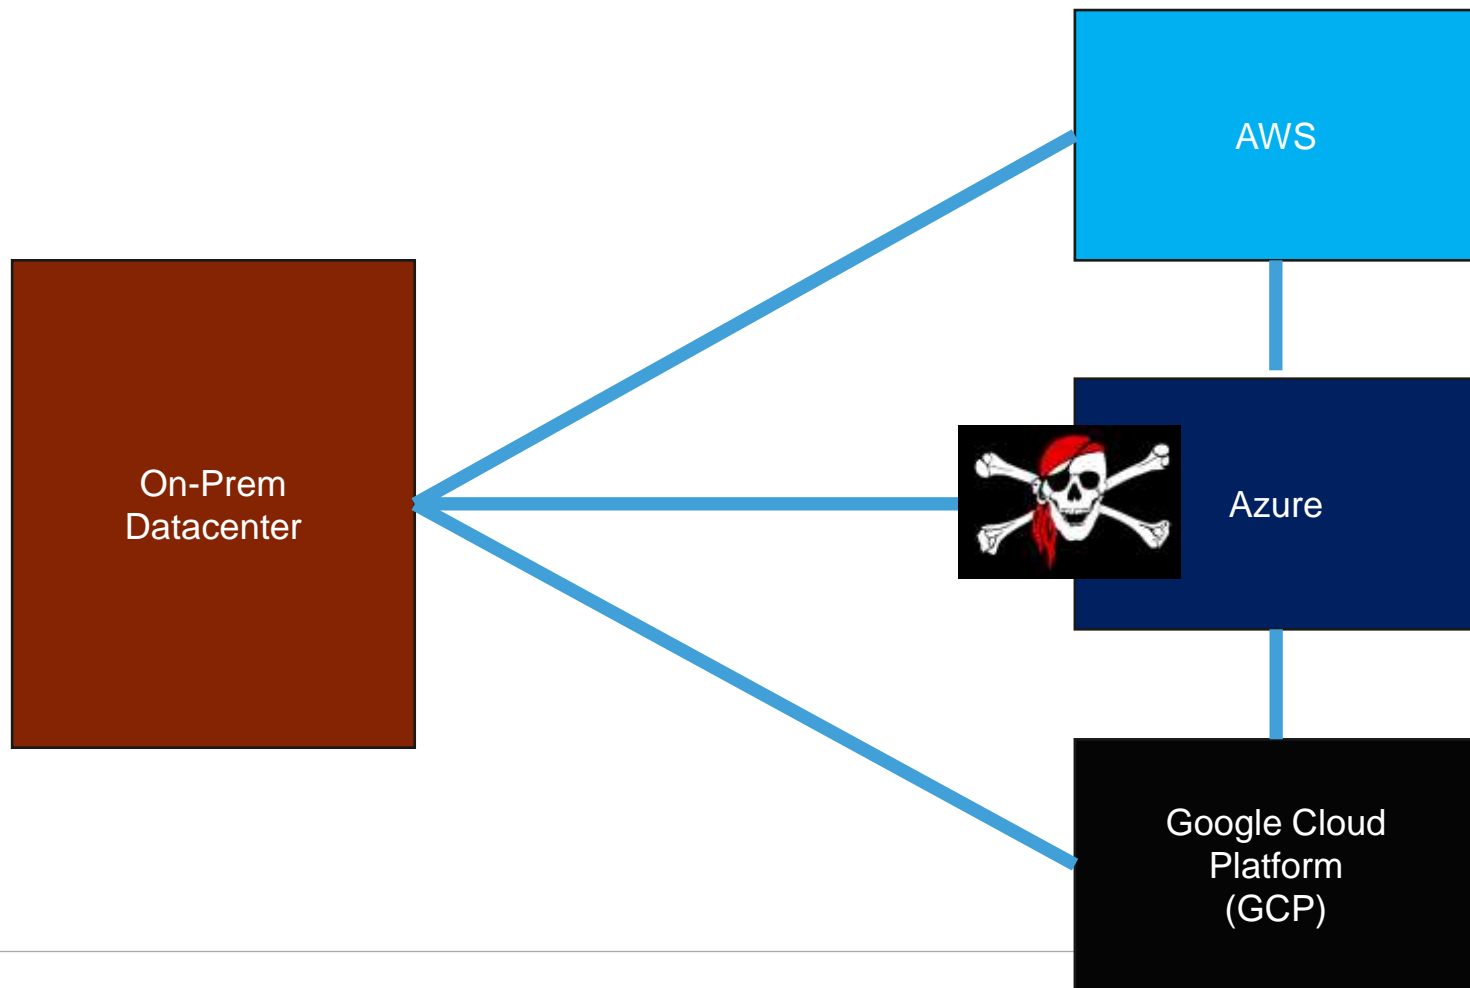 AWS
On-Prem
Datacenter
Azure
Google Cloud
Platform
(GCP)